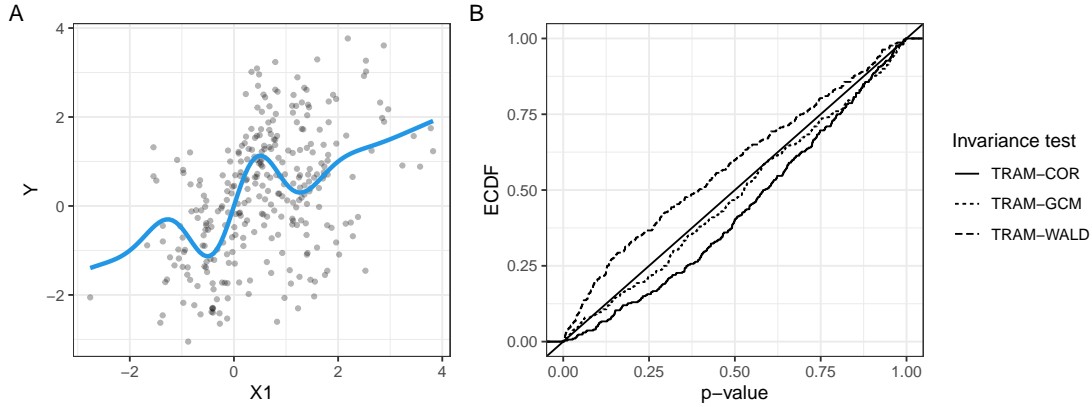 A
4
2
0
−2
Y
−2
0
2
4
X1
B
1.00
0.75
0.50
0.25
0.00
ECDF
0.00
0.25
0.50
0.75
1.00
p−value
Invariance test
TRAM−COR
TRAM−GCM
TRAM−WALD